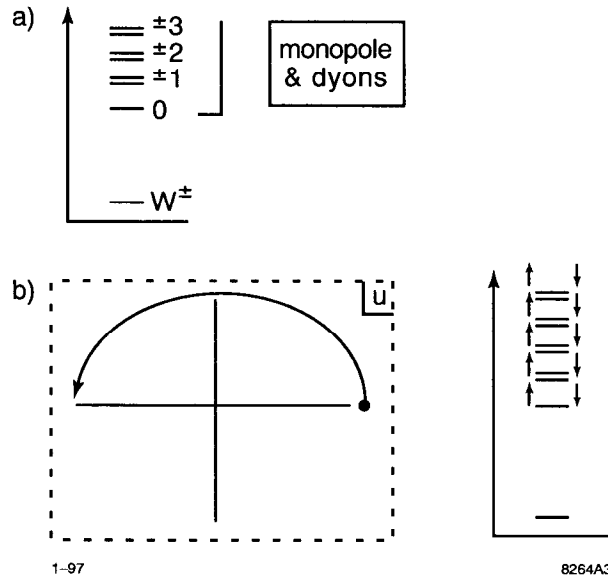 a)
±3
±2
±1
0
W±
monopole
& dyons
b)
u
1–97
8264A3